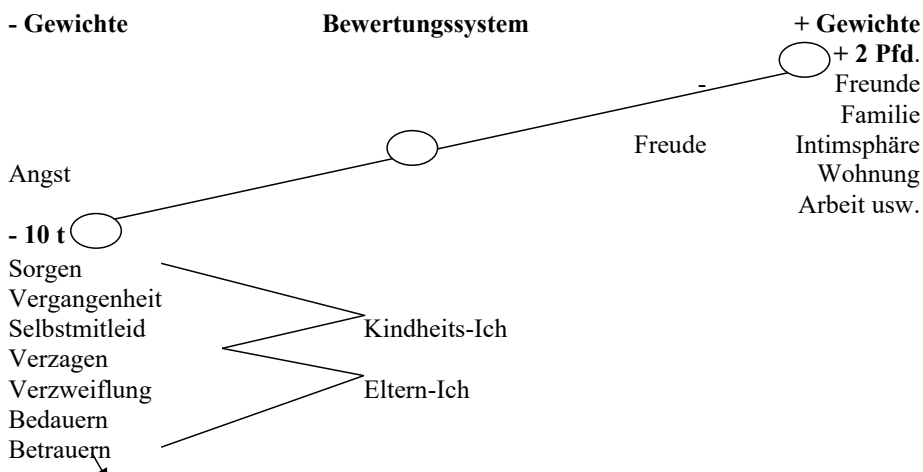 - Gewichte Bewertungssystem + Gewichte
+ 2 Pfd.
- Freunde
Familie
Freude Intimsphäre
Angst Wohnung
Arbeit usw.
- 10 t
Sorgen
Vergangenheit
Selbstmitleid Kindheits-Ich
Verzagen
Verzweiflung Eltern-Ich
Bedauern
Betrauern